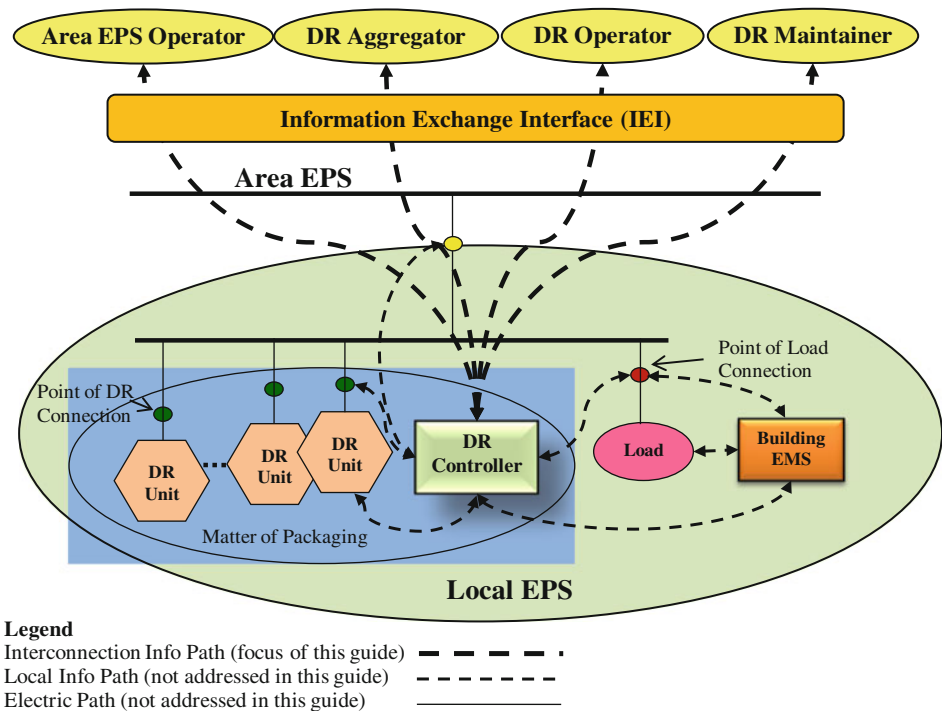 Area EPS Operator
DR Aggregator
DR Operator
DR Maintainer
Information Exchange Interface (IEI)
Area EPS
Point of Load
Connection
Point of DR
Connection
DR
Unit
DR
Unit
DR
Unit
DR
Controller
Load
Building
EMS
Matter of Packaging
Local EPS
Legend
Interconnection Info Path (focus of this guide)
Local Info Path (not addressed in this guide)
Electric Path (not addressed in this guide)